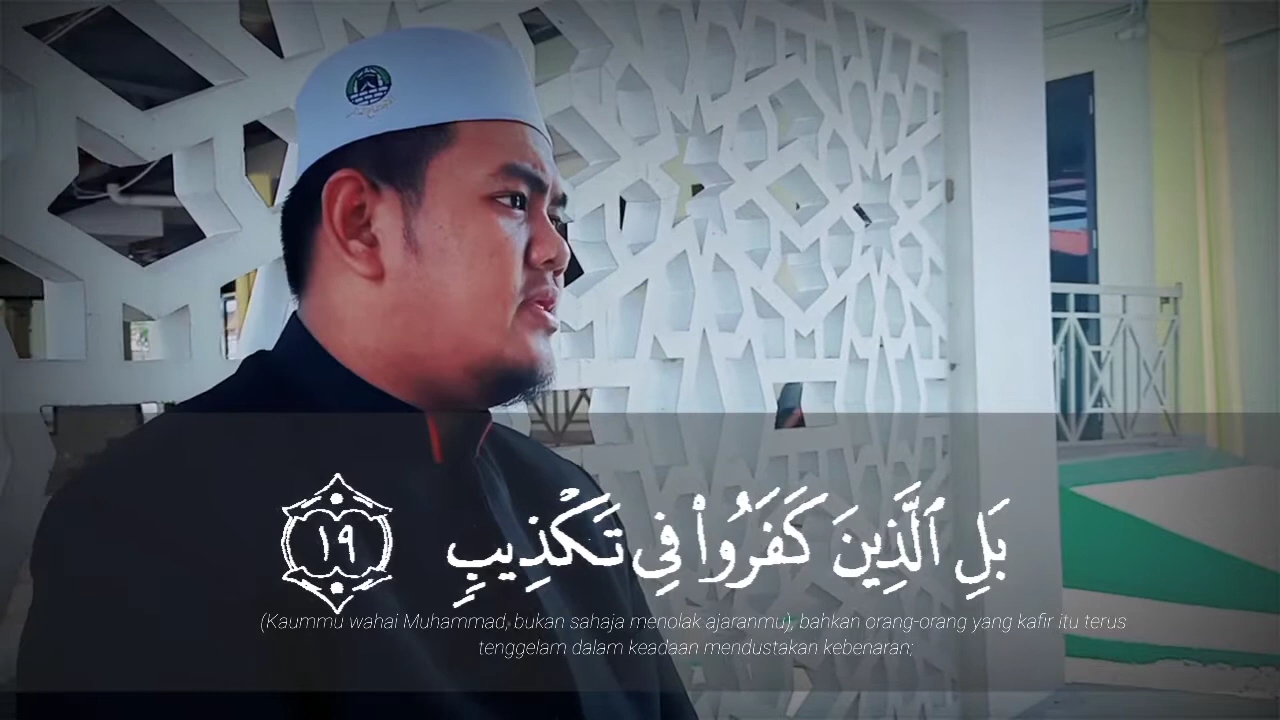 بَلِ ٱلَّذِينَ كَفَرُوا۟ فِى تَكْذِيبٍۢ ١٩
(Kaummu wahai Muhammad, bukan sahaja menolak ajaranmu), bahkan orang-orang yang kafir itu terus
tenggelam dalam keadaan mendustakan kebenaran;